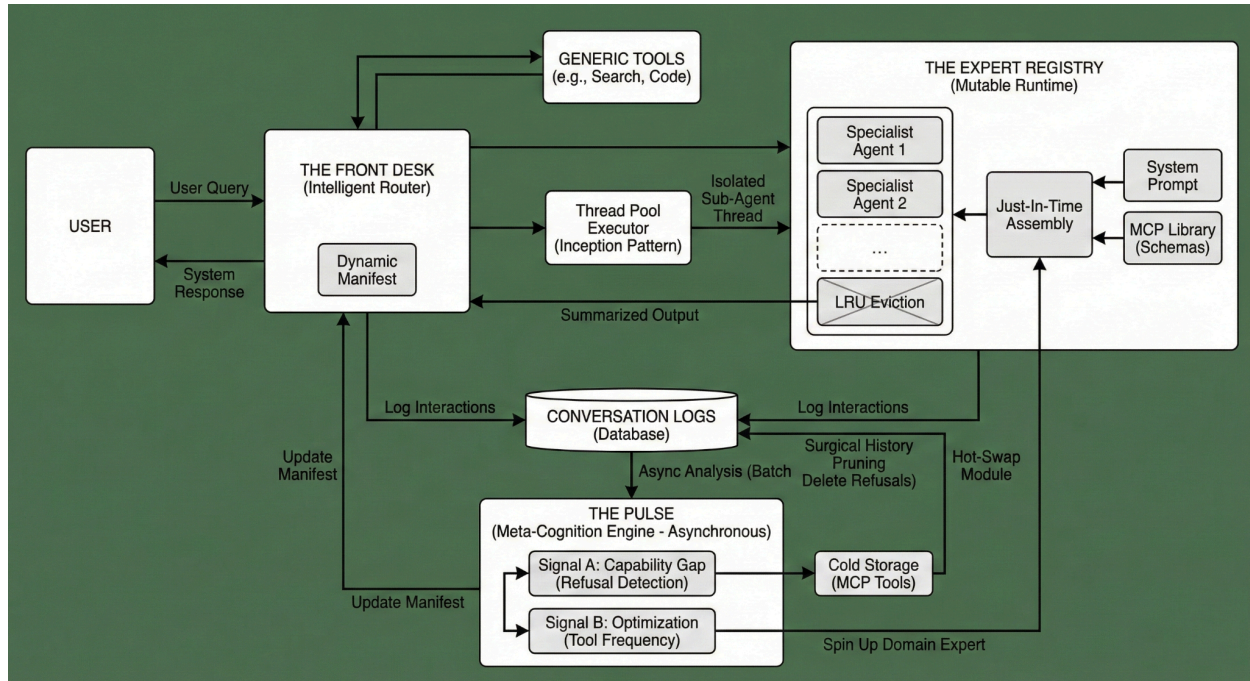 GENERIC TOOLS
(e.g., Search, Code)
THE EXPERT REGISTRY
(Mutable Runtime)
Specialist
Agent 1
Specialist
Agent 2
...
LRU Eviction
Just-In-Time
Assembly
System
Prompt
MCP Library
(Schemas)
USER
User Query
System
Response
THE FRONT DESK
(Intelligent Router)
Dynamic
Manifest
Thread Pool
Executor
(Inception Pattern)
Isolated
Sub-Agent
Thread
Summarized Output
Log Interactions
CONVERSATION LOGS
(Database)
Log Interactions
Update
Manifest
Async Analysis (Batch
Surgical History
Pruning
Delete Refusals)
Hot-Swap
Module
THE PULSE
(Meta-Cognition Engine - Asynchronous)
Signal A: Capability Gap
(Refusal Detection)
Cold Storage
(MCP Tools)
Update Manifest
Signal B: Optimization
(Tool Frequency)
Spin Up Domain Expert